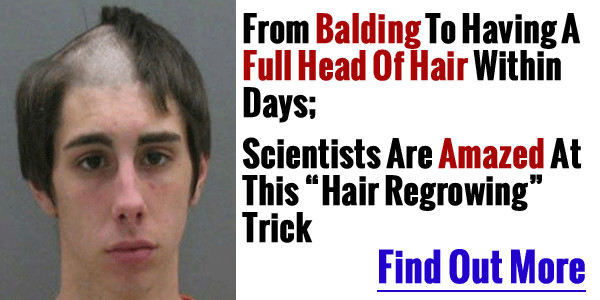 From Balding To Having A
Full Head Of Hair Within
Days;
Scientists Are Amazed At
This “Hair Regrowing”
Trick
Find Out More